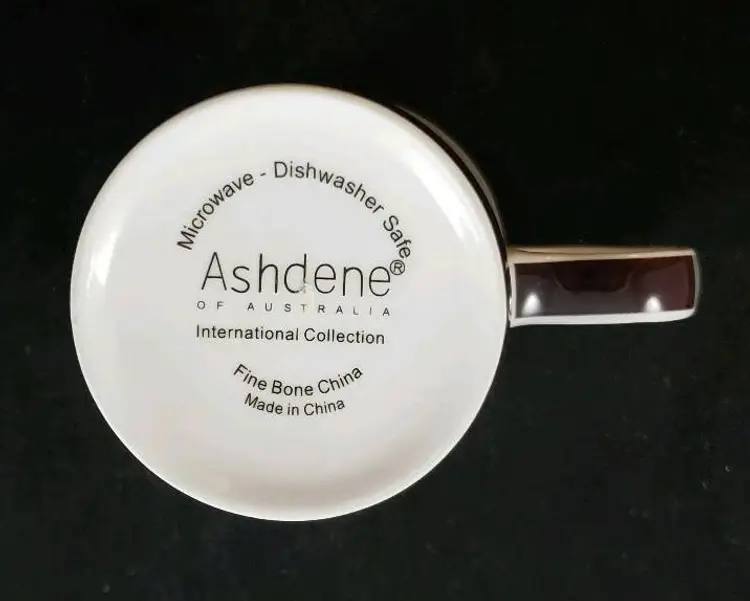 Microwave - Dishwasher Safe
Ashdene®
OF AUSTRALIA
International Collection
Fine Bone China
Made in China